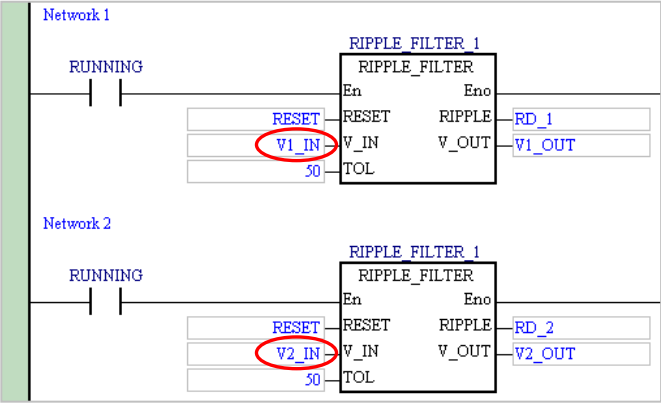 Network 1
RIPPLE_FILTER_1
RUNNING
RIPPLE_FILTER
En Eno
RESET RESET RIPPLE RD_1
V1_IN V_IN V_OUT V1_OUT
50 TOL
Network 2
RIPPLE_FILTER_1
RUNNING
RIPPLE_FILTER
En Eno
RESET RESET RIPPLE RD_2
V2_IN V_IN V_OUT V2_OUT
50 TOL